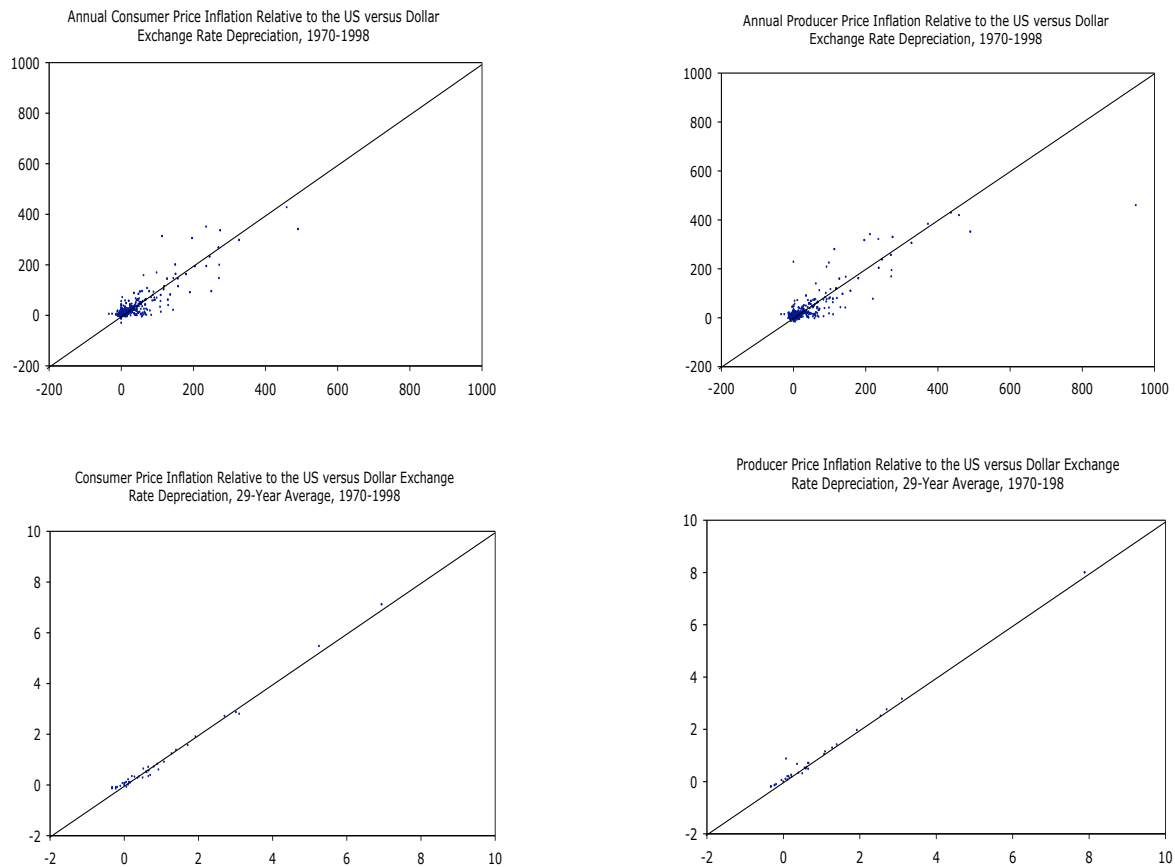 Annual Consumer Price Inflation Relative to the US versus Dollar
Exchange Rate Depreciation, 1970-1998
1000
800
600
400
200
0
-200
-200 0 200 400 600 800 1000
Annual Producer Price Inflation Relative to the US versus Dollar
Exchange Rate Depreciation, 1970-1998
1000
800
600
400
200
0
-200
-200 0 200 400 600 800 1000
Consumer Price Inflation Relative to the US versus Dollar Exchange
Rate Depreciation, 29-Year Average, 1970-1998
10
8
6
4
2
0
-2
-2 0 2 4 6 8 10
Producer Price Inflation Relative to the US versus Dollar Exchange
Rate Depreciation, 29-Year Average, 1970-198
10
8
6
4
2
0
-2
-2 0 2 4 6 8 10